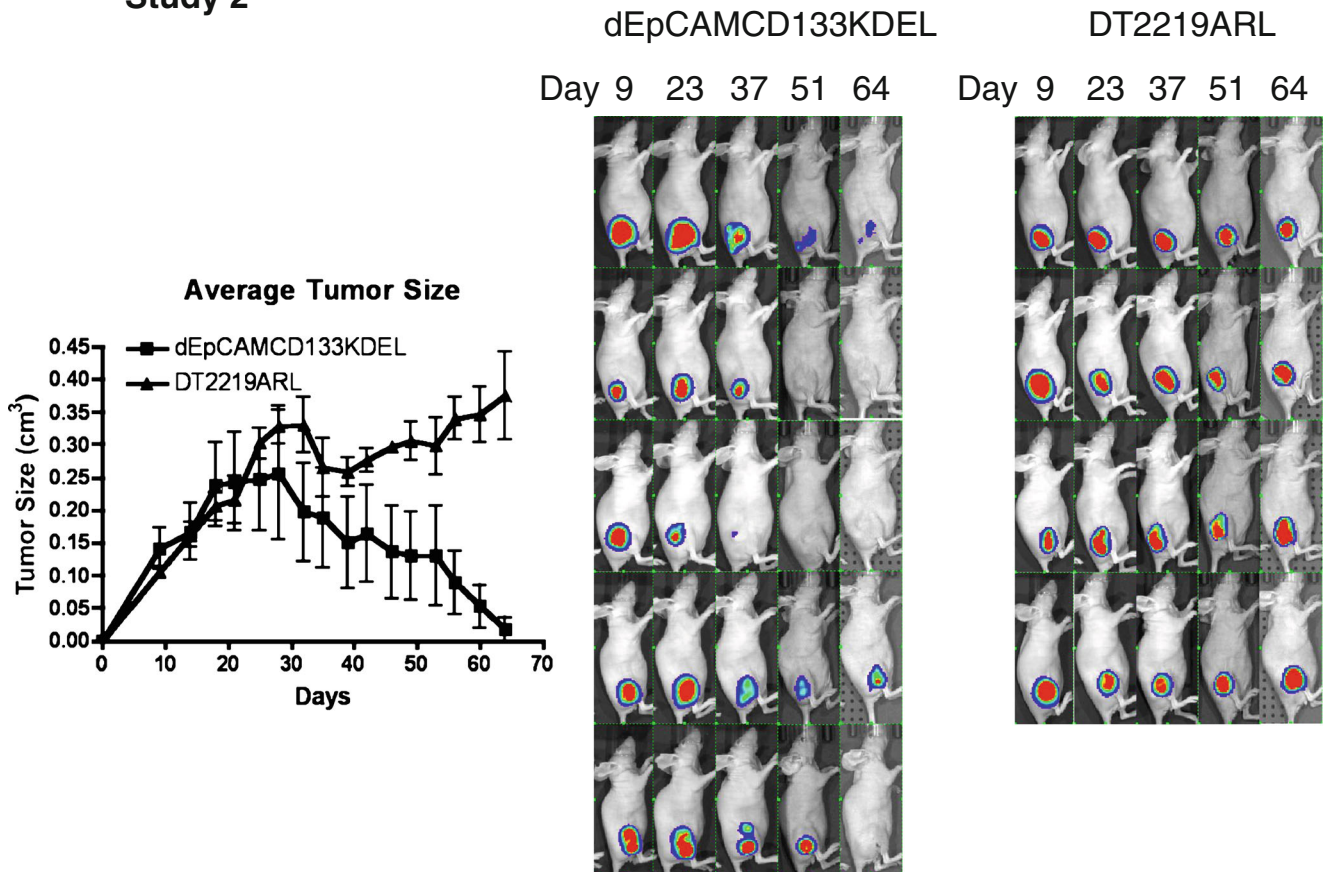 Study 2
dEpCAMCD133KDEL
DT2219ARL
Day 9 23 37 51 64
Day 9 23 37 51 64
Average Tumor Size
dEpCAMCD133KDEL
DT2219ARL
Tumor Size (cm³)
0.45
0.40
0.35
0.30
0.25
0.20
0.15
0.10
0.05
0.00
0 10 20 30 40 50 60 70
Days